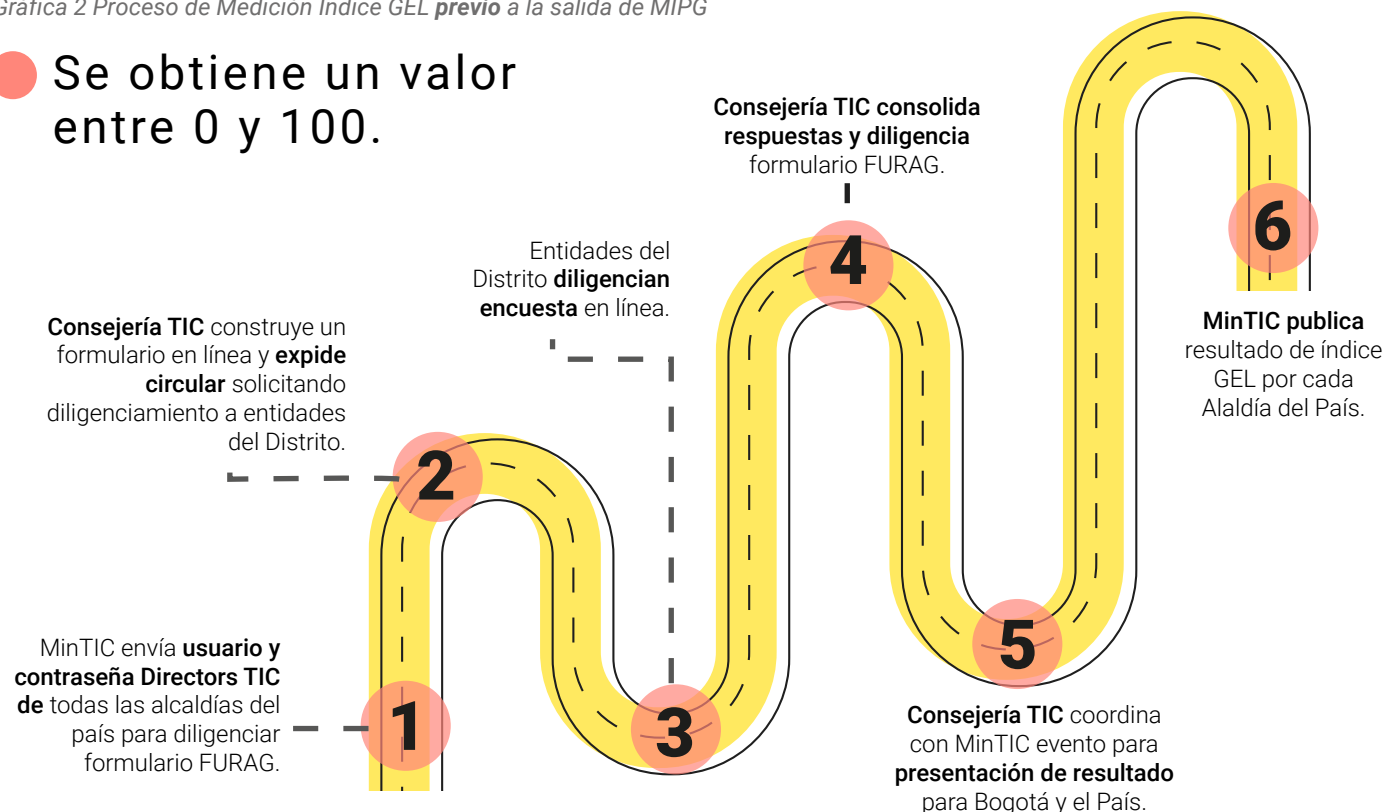 Gráfica 2 Proceso de Medición Indice GEL previo a la salida de MIPG
Se obtiene un valor
entre 0 y 100.
MinTIC envía usuario y
contraseña Directors TIC
de todas las alcaldías del
país para diligenciar
formulario FURAG.
1
Consejería TIC construye un
formulario en línea y expide
circular solicitando
diligenciamiento a entidades
del Distrito.
2
Entidades del
Distrito diligencian
encuesta en línea.
3
Consejería TIC consolida
respuestas y diligencia
formulario FURAG.
4
5
Consejería TIC coordina
con MinTIC evento para
presentación de resultado
para Bogotá y el País.
6
MinTIC publica
resultado de índice
GEL por cada
Alaldía del País.